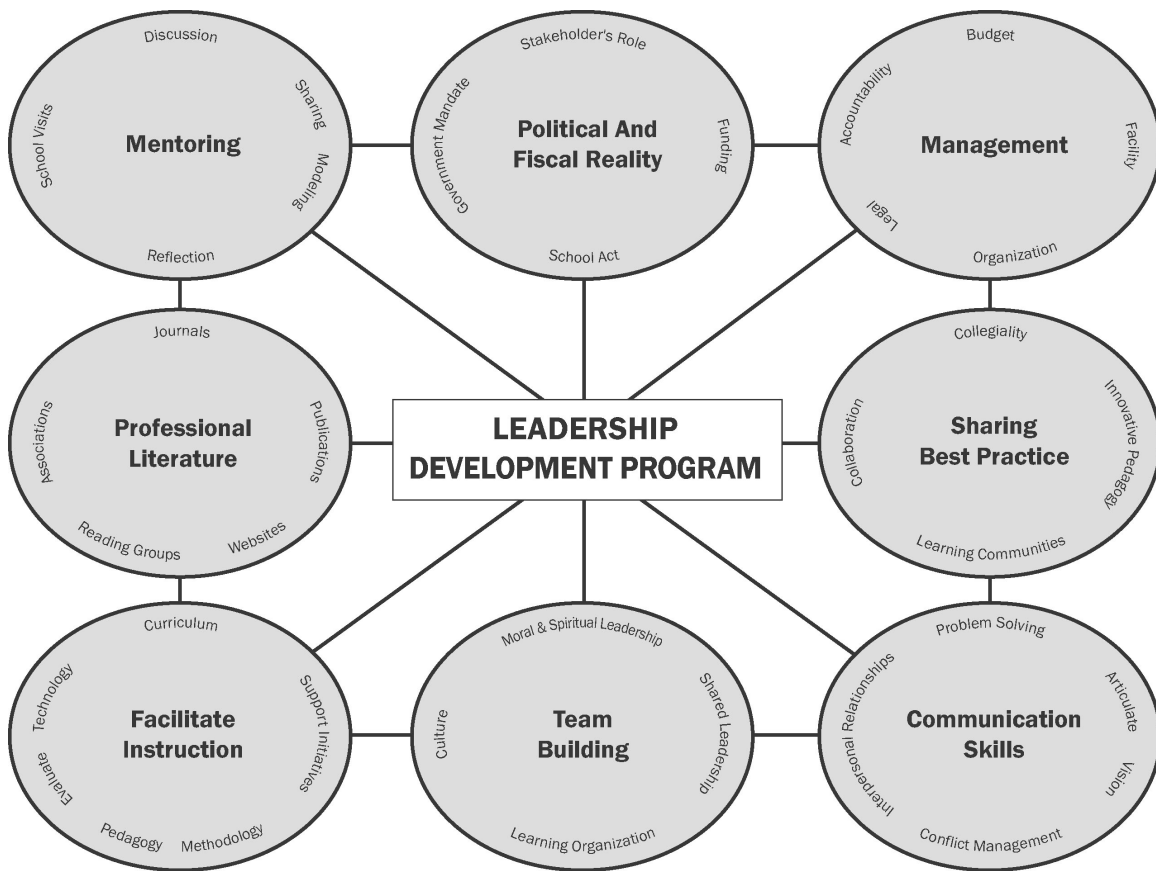 Discussion
School Visits
Sharing
Modeling
Mentoring
Reflection
Stakeholder's Role
Government Mandate
Funding
Political And
Fiscal Reality
School Act
Budget
Accountability
Facility
Management
Legal
Organization
Journals
Associations
Publications
Professional
Literature
Reading Groups
Websites
LEADERSHIP
DEVELOPMENT PROGRAM
Collegiality
Collaboration
Innovative Pedagogy
Sharing
Best Practice
Learning Communities
Curriculum
Technology
Support Initiatives
Facilitate
Instruction
Evaluate
Pedagogy
Methodology
Moral & Spiritual Leadership
Culture
Shared Leadership
Team
Building
Learning Organization
Problem Solving
Interpersonal Relationships
Articulate
Vision
Communication
Skills
Conflict Management